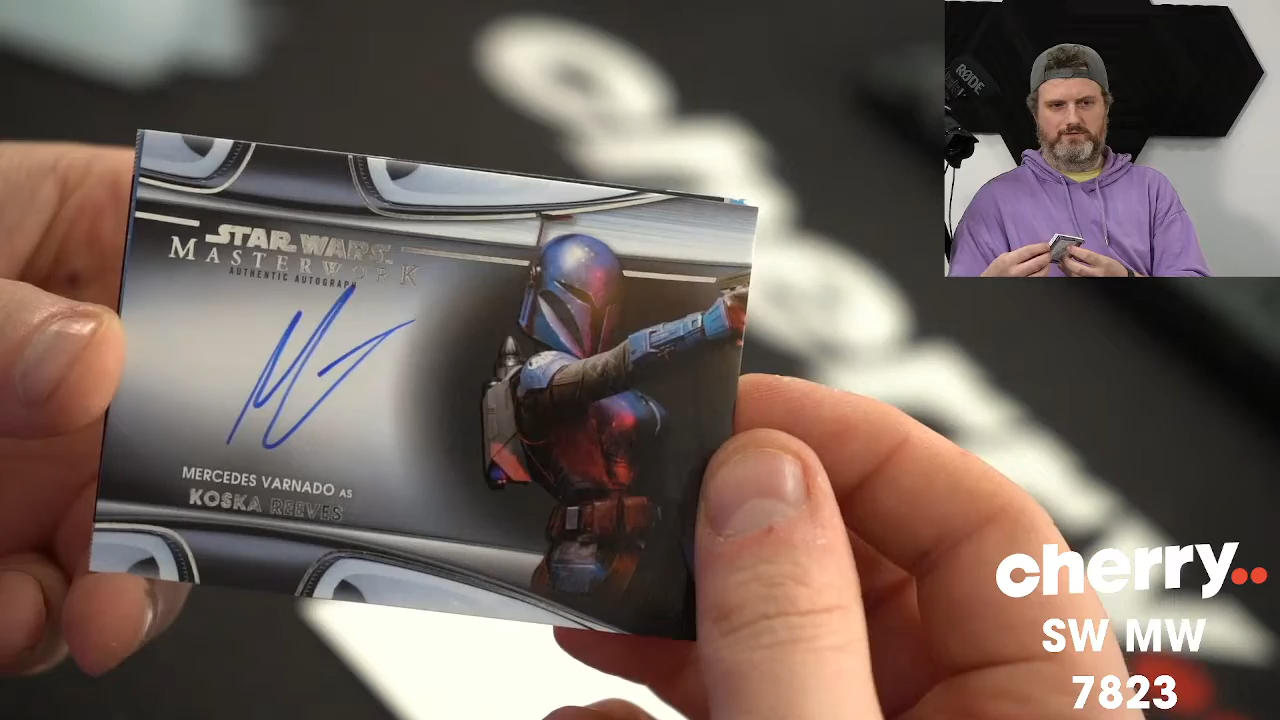 STAR WARS
MASTERWORK
AUTHENTIC AUTOGRAPH
MERCEDES VARNADO AS
KOSKA REEVES
RØDE
cherry..
SW MW
7823